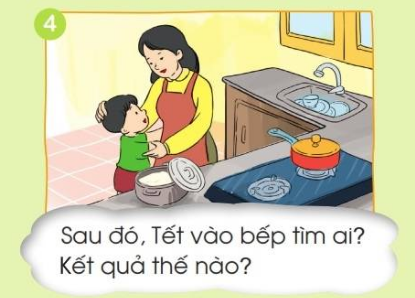 4
Sau đó, Tết vào bếp tìm ai?
Kết quả thế nào?